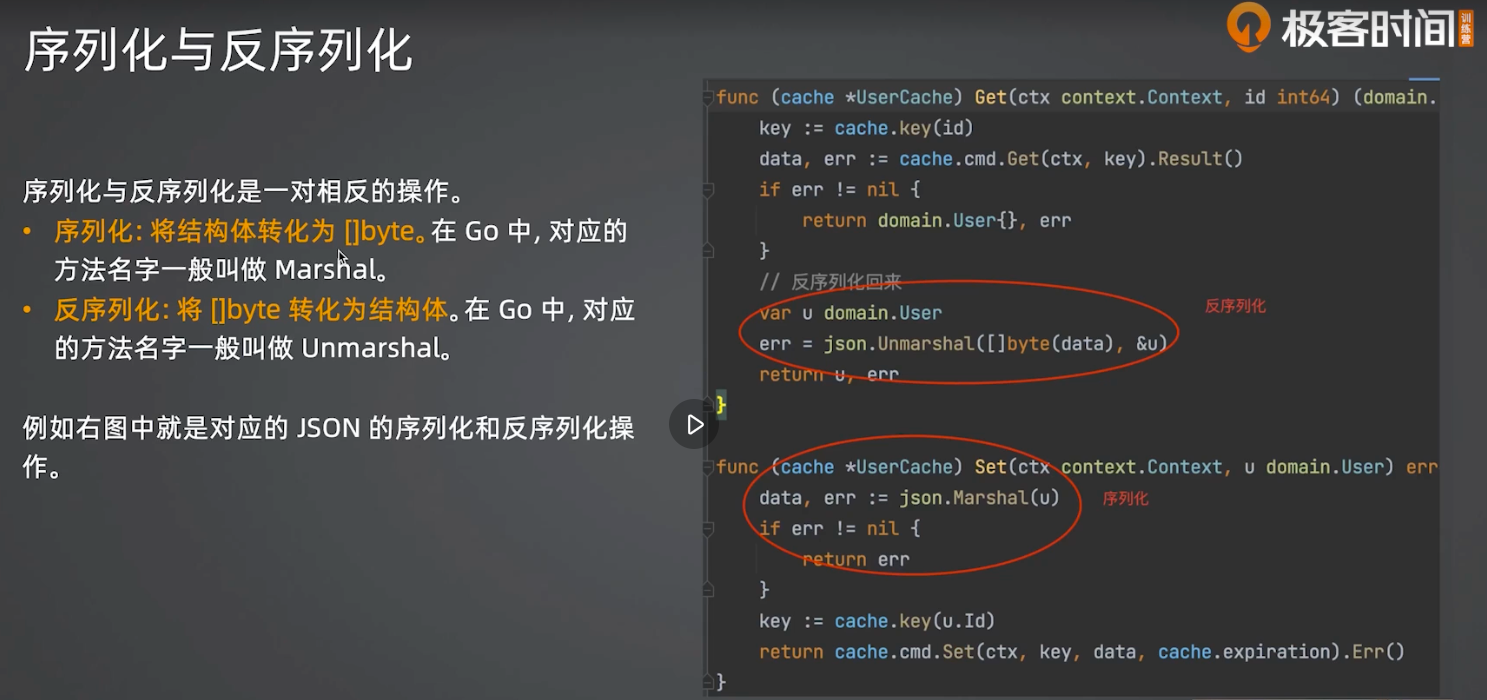 序列化与反序列化
极客时间
训练营
序列化与反序列化是一对相反的操作。
• 序列化: 将结构体转化为 []byte。在 Go 中, 对应的
方法名字一般叫做 Marshal。
• 反序列化: 将 []byte 转化为结构体。在 Go 中, 对应
的方法名字一般叫做 Unmarshal。
例如右图中就是对应的 JSON 的序列化和反序列化操
作。
func (cache *UserCache) Get(ctx context.Context, id int64) (domain.
key := cache.key(id)
data, err := cache.cmd.Get(ctx, key).Result()
if err != nil {
return domain.User{}, err
}
// 反序列化回来
var u domain.User
err = json.Unmarshal([]byte(data), &u)
return u, err
}
反序列化
func (cache *UserCache) Set(ctx context.Context, u domain.User) err
data, err := json.Marshal(u)
if err != nil {
return err
}
key := cache.key(u.Id)
return cache.cmd.Set(ctx, key, data, cache.expiration).Err()
}
序列化